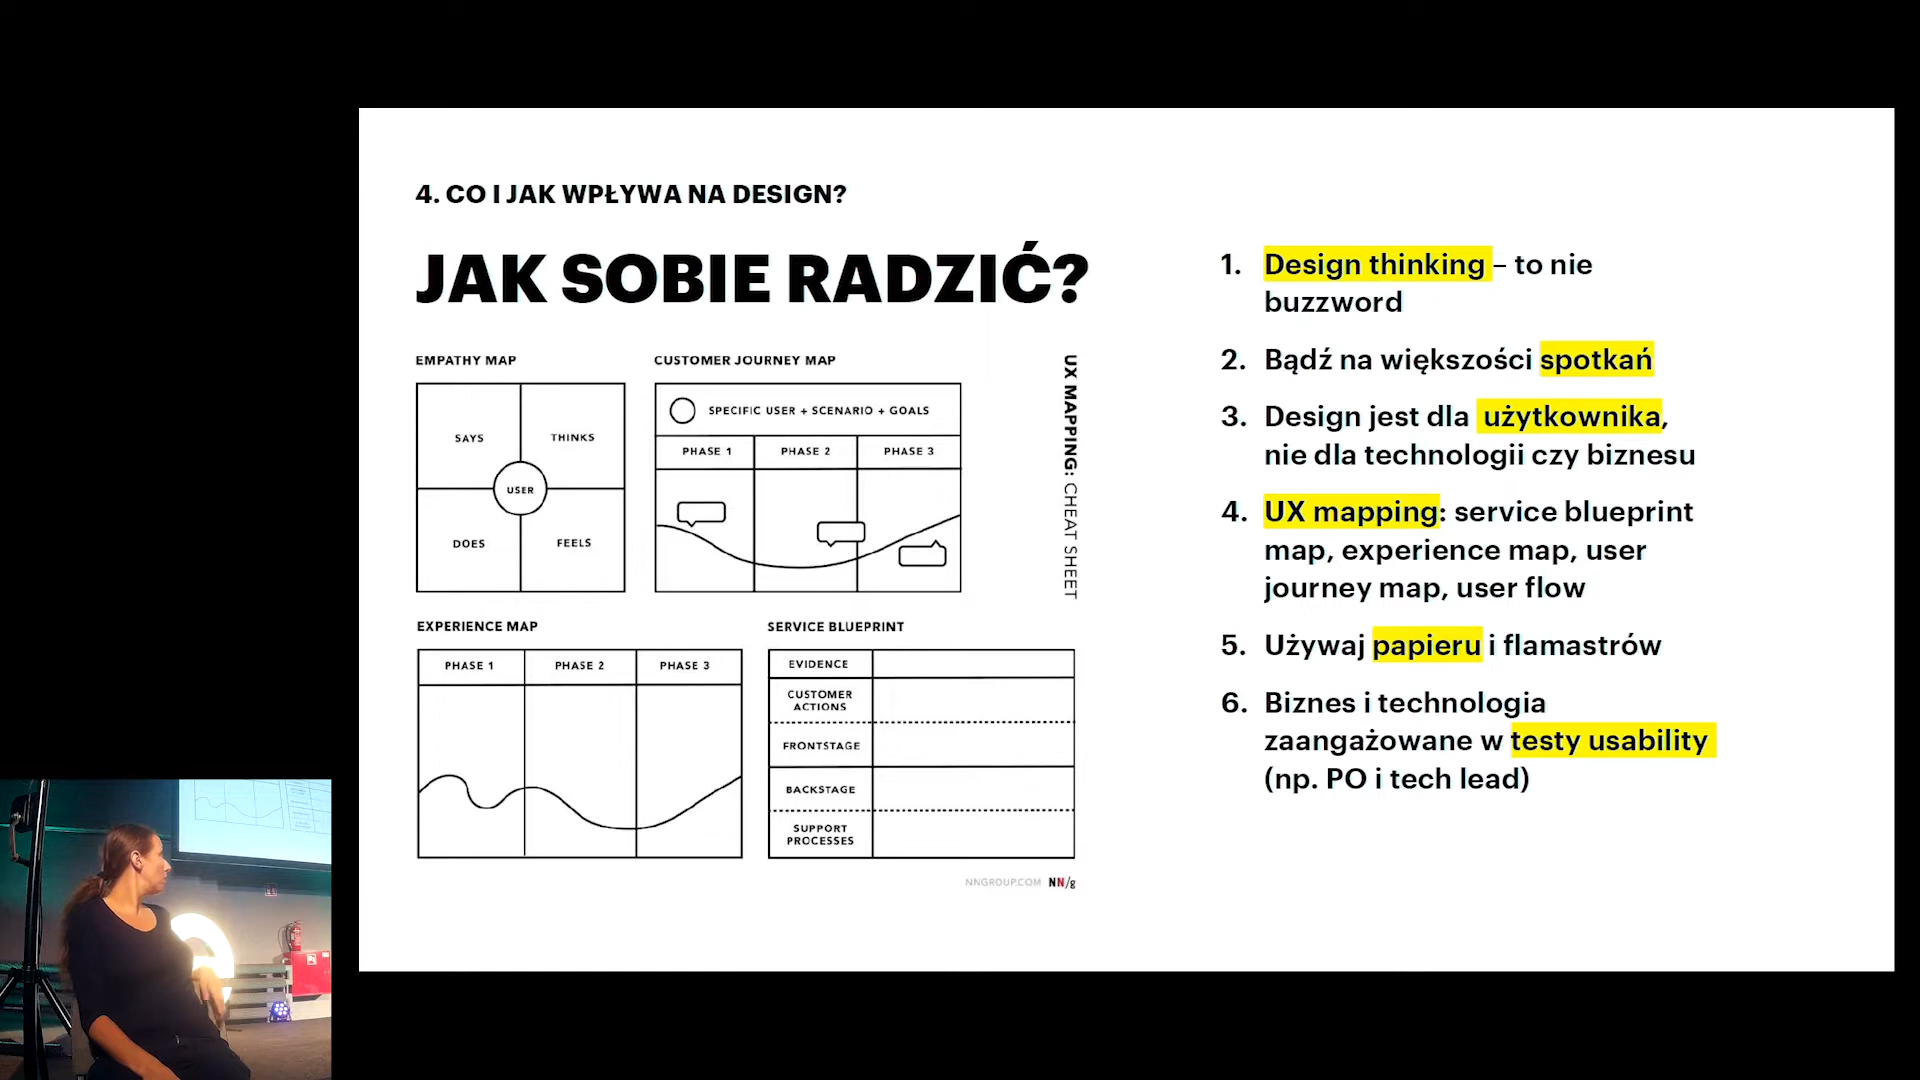 4. CO I JAK WPŁYWA NA DESIGN?
JAK SOBIE RADZIĆ?
EMPATHY MAP
SAYS
THINKS
USER
DOES
FEELS
CUSTOMER JOURNEY MAP
SPECIFIC USER + SCENARIO + GOALS
PHASE 1
PHASE 2
PHASE 3
UX MAPPING: CHEAT SHEET
EXPERIENCE MAP
PHASE 1
PHASE 2
PHASE 3
SERVICE BLUEPRINT
EVIDENCE
CUSTOMER
ACTIONS
FRONTSTAGE
BACKSTAGE
SUPPORT
PROCESSES
NNGROUP.COM NN/g
1. Design thinking – to nie
buzzword
2. Bądź na większości spotkań
3. Design jest dla użytkownika,
nie dla technologii czy biznesu
4. UX mapping: service blueprint
map, experience map, user
journey map, user flow
5. Używaj papieru i flamastrów
6. Biznes i technologia
zaangażowane w testy usability
(np. PO i tech lead)